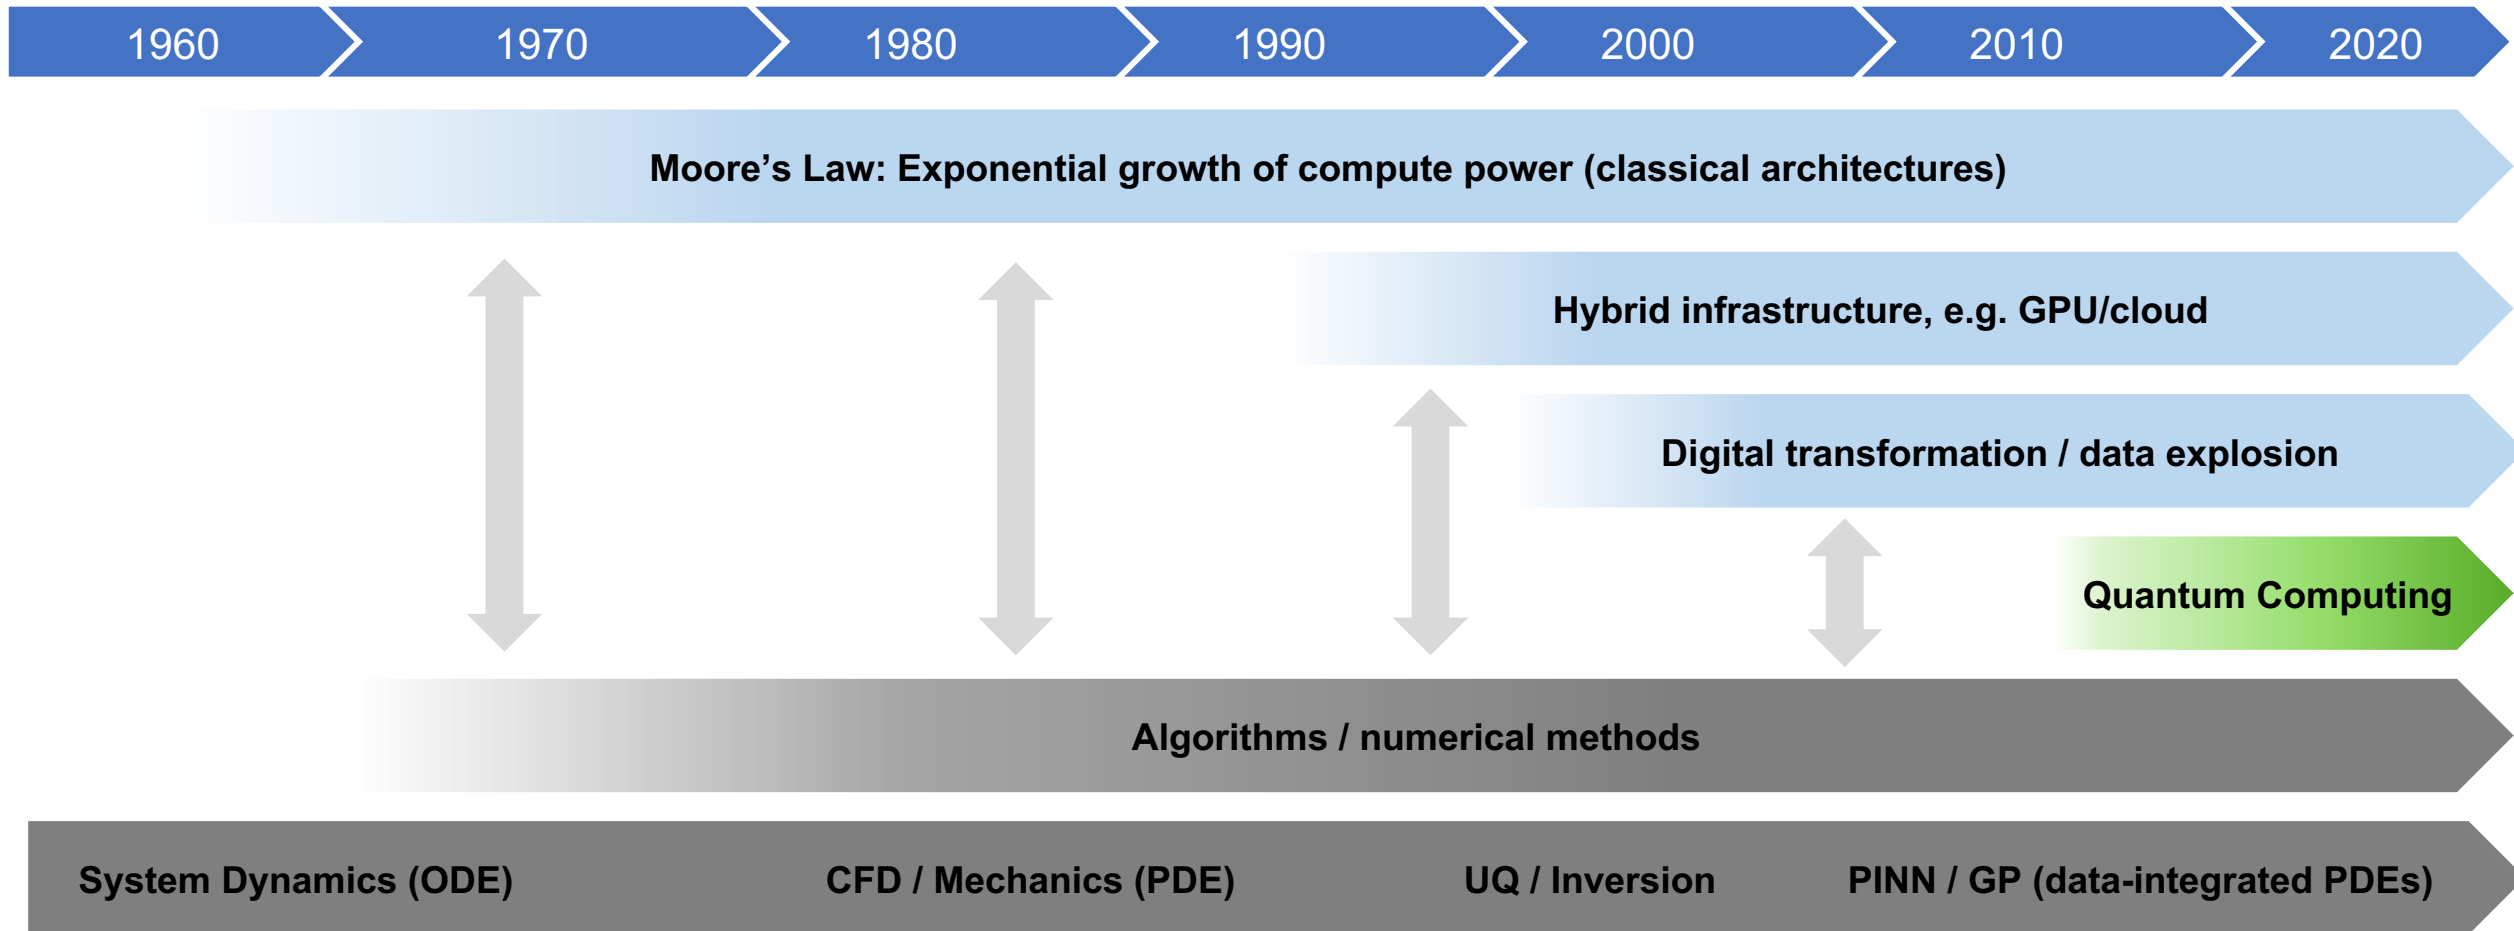 1960 1970 1980 1990 2000 2010 2020
Moore’s Law: Exponential growth of compute power (classical architectures)
Hybrid infrastructure, e.g. GPU/cloud
Digital transformation / data explosion
Quantum Computing
Algorithms / numerical methods
System Dynamics (ODE) CFD / Mechanics (PDE) UQ / Inversion PINN / GP (data-integrated PDEs)